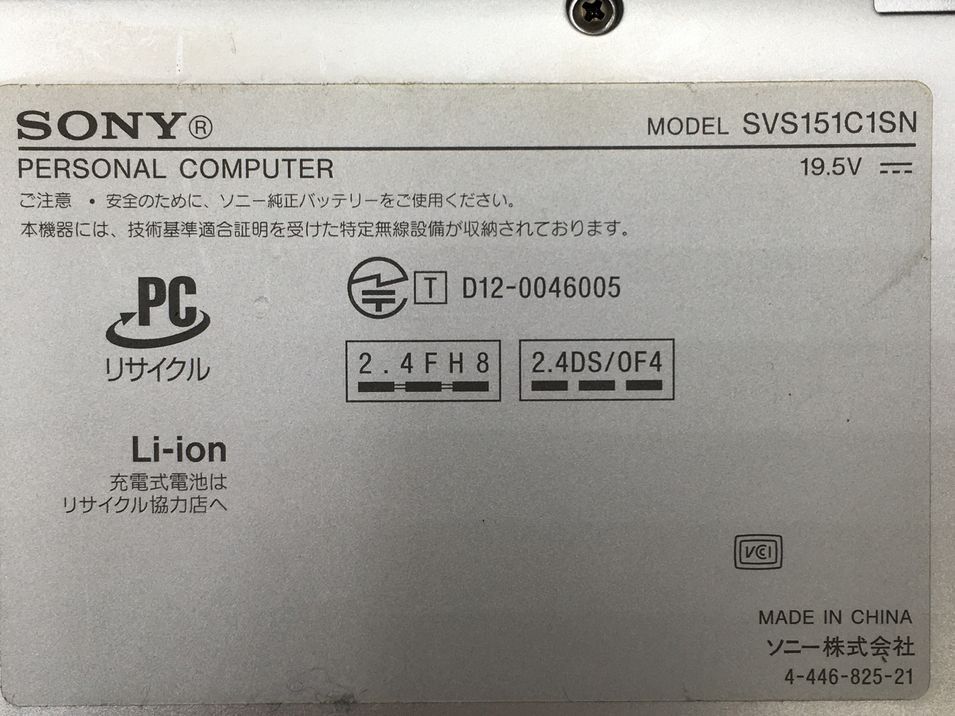 SONY®
MODEL SVS151C1SN
PERSONAL COMPUTER
19.5V
ご注意 • 安全のために、ソニー純正バッテリーをご使用ください。
本機器には、技術基準適合証明を受けた特定無線設備が収納されております。
PC
リサイクル
T D12-0046005
2.4FH8
2.4DS/OF4
Li-ion
充電式電池は
リサイクル協力店へ
VCCI
MADE IN CHINA
ソニー株式会社
4-446-825-21